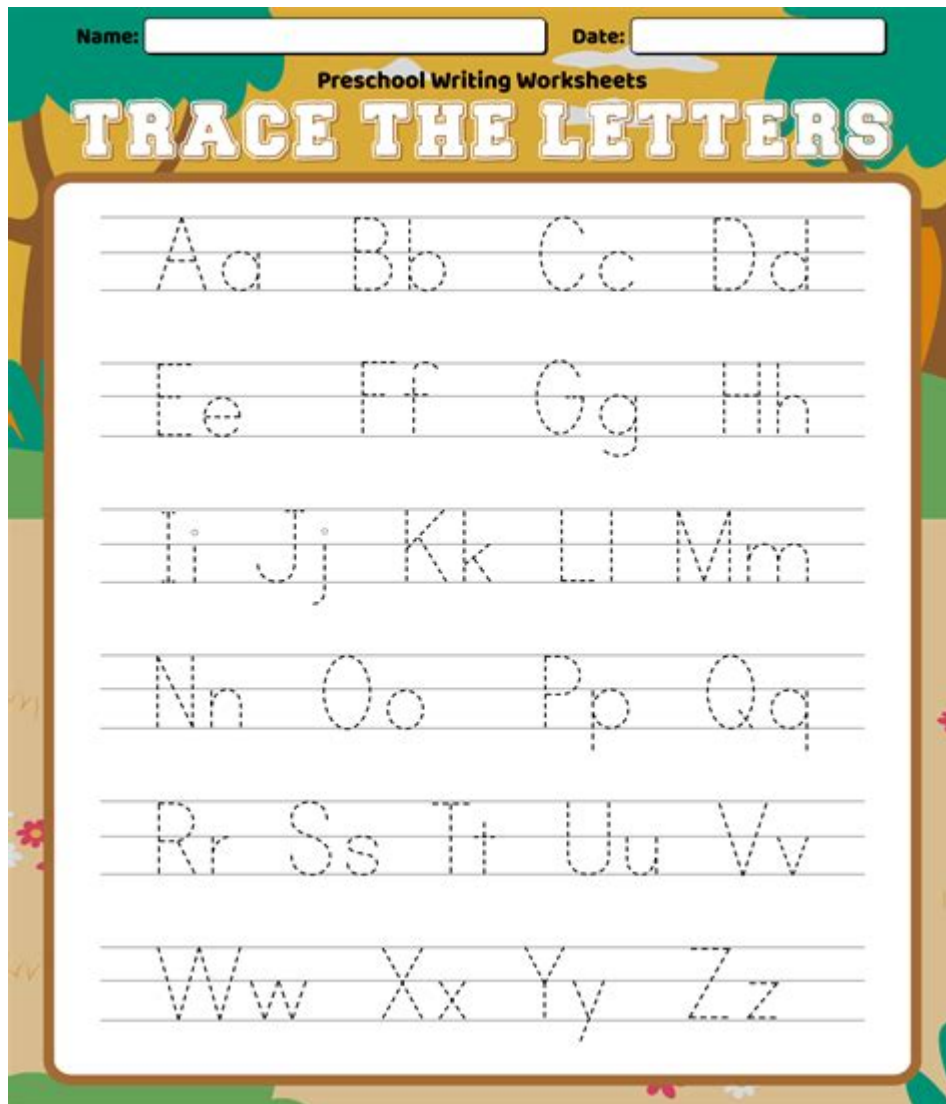 Name: Date:
Preschool Writing Worksheets
TRACE THE LETTERS
Aa Bb Cc Dd
Ee Ff Gg Hh
Ii Jj Kk Ll Mm
Nn Oo Pp Qq
Rr Ss Tt Uu Vv
Ww Xx Yy Zz